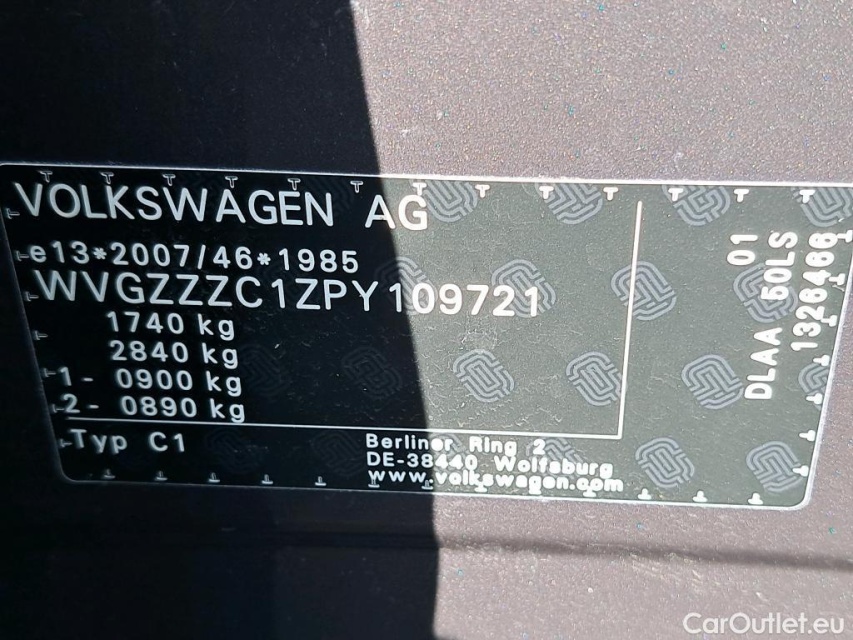 VOLKSWAGEN AG
e13*2007/46*1985
WVGZZZC1ZPY109721
1740 kg
2840 kg
1- 0900 kg
2- 0890 kg
Typ C1
Berliner Ring 2
DE-38440 Wolfsburg
www.volkswagen.com
01
DLAA 50LS
1326466
CarOutlet.eu